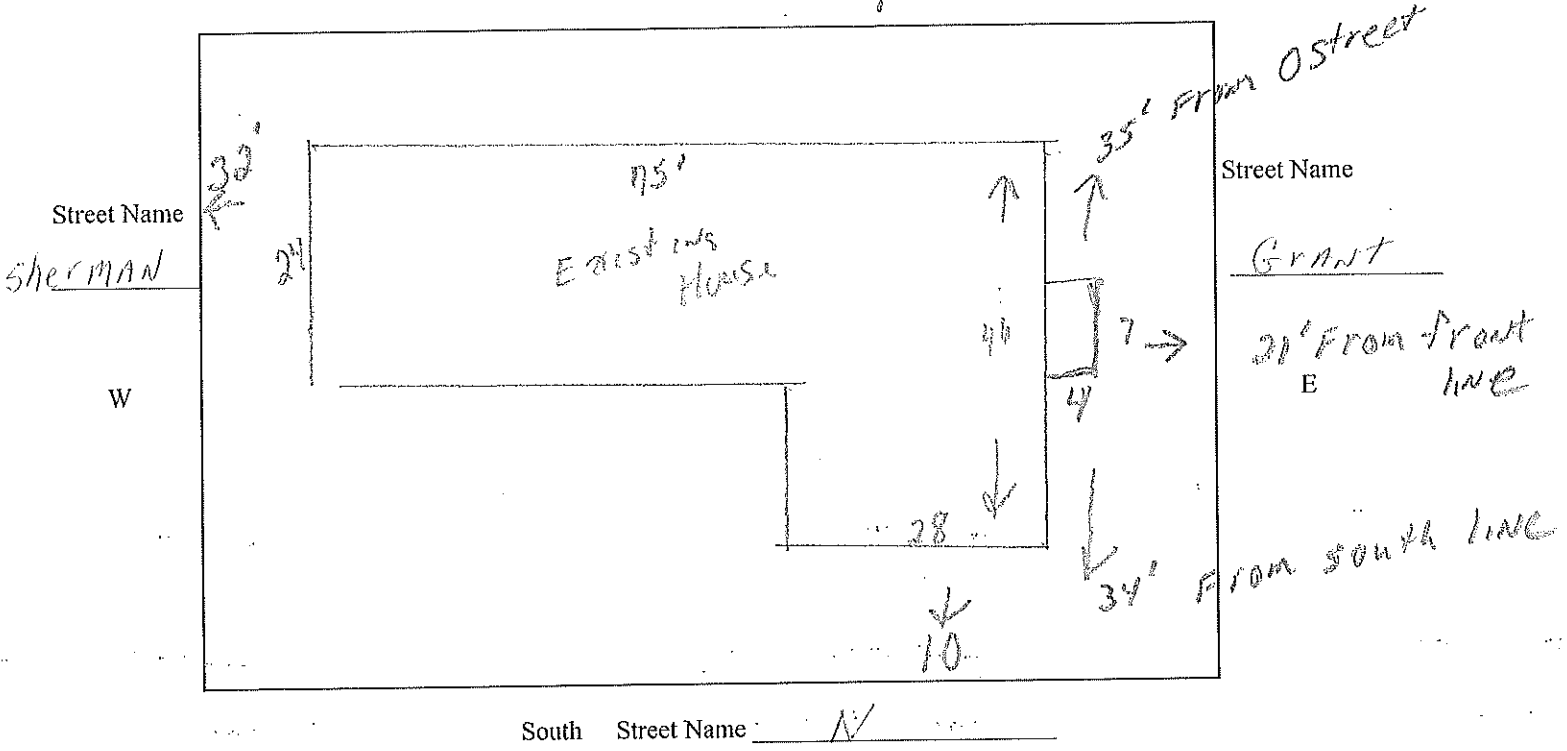 35' From O street
32'
75'
Street Name
Street Name
Sherman
24
Existing
House
Grant
7
W
E
From front
line
4
28
34' From south line
10
South Street Name N